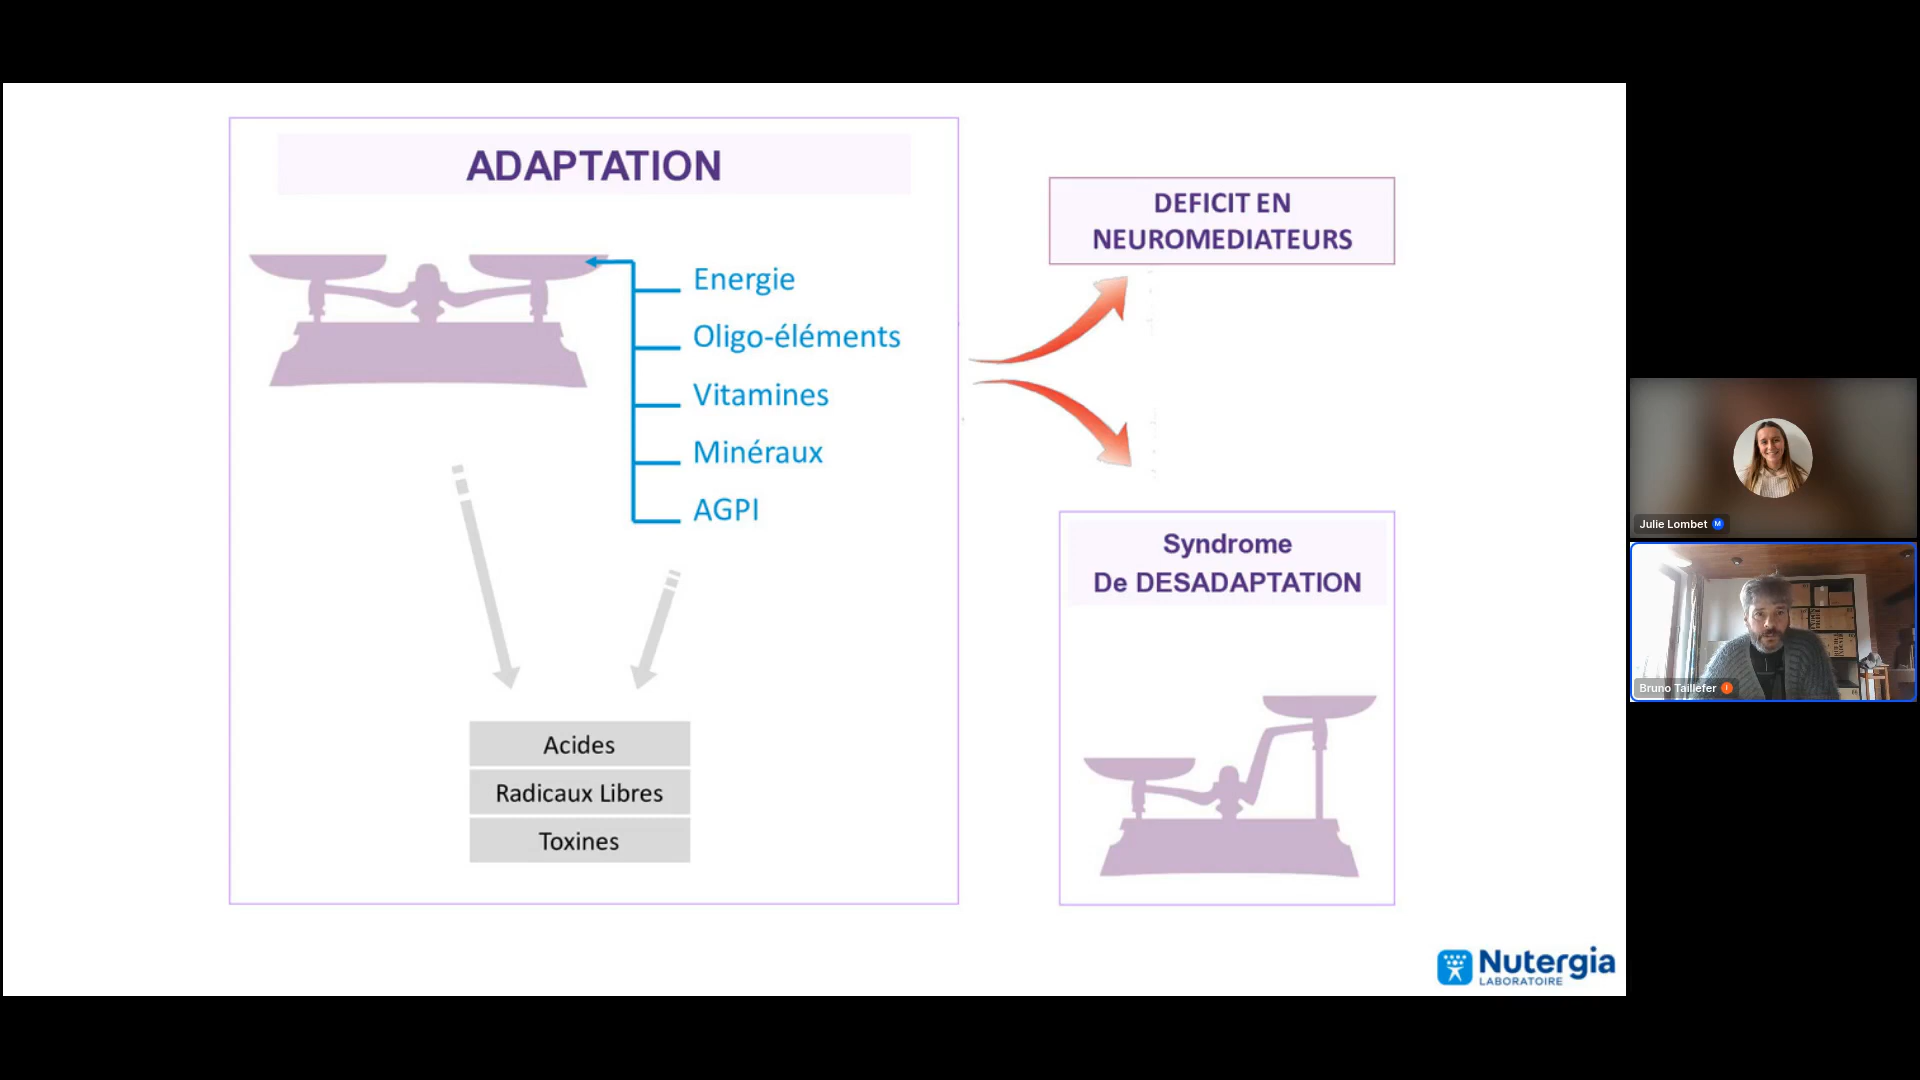 ADAPTATION
Energie
Oligo-éléments
Vitamines
Minéraux
AGPI
Acides
Radicaux Libres
Toxines
DEFICIT EN
NEUROMEDIATEURS
Syndrome
De DESADAPTATION
Nutergia
LABORATOIRE
Julie Lombet
M
Bruno Taillefer
I